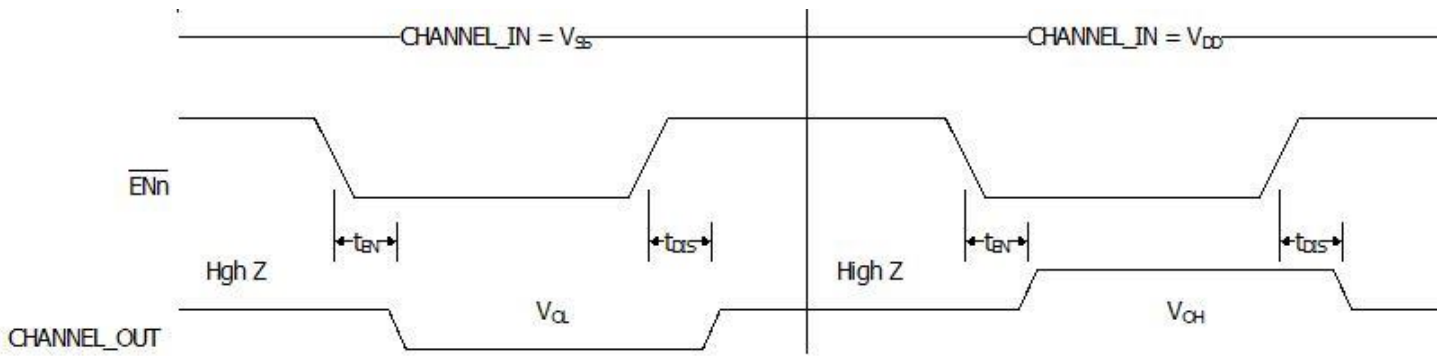 CHANNEL_IN = VSS CHANNEL_IN = VDD
ENn
tEN tDIS tEN tDIS
Hgh Z High Z
VOL VOH
CHANNEL_OUT